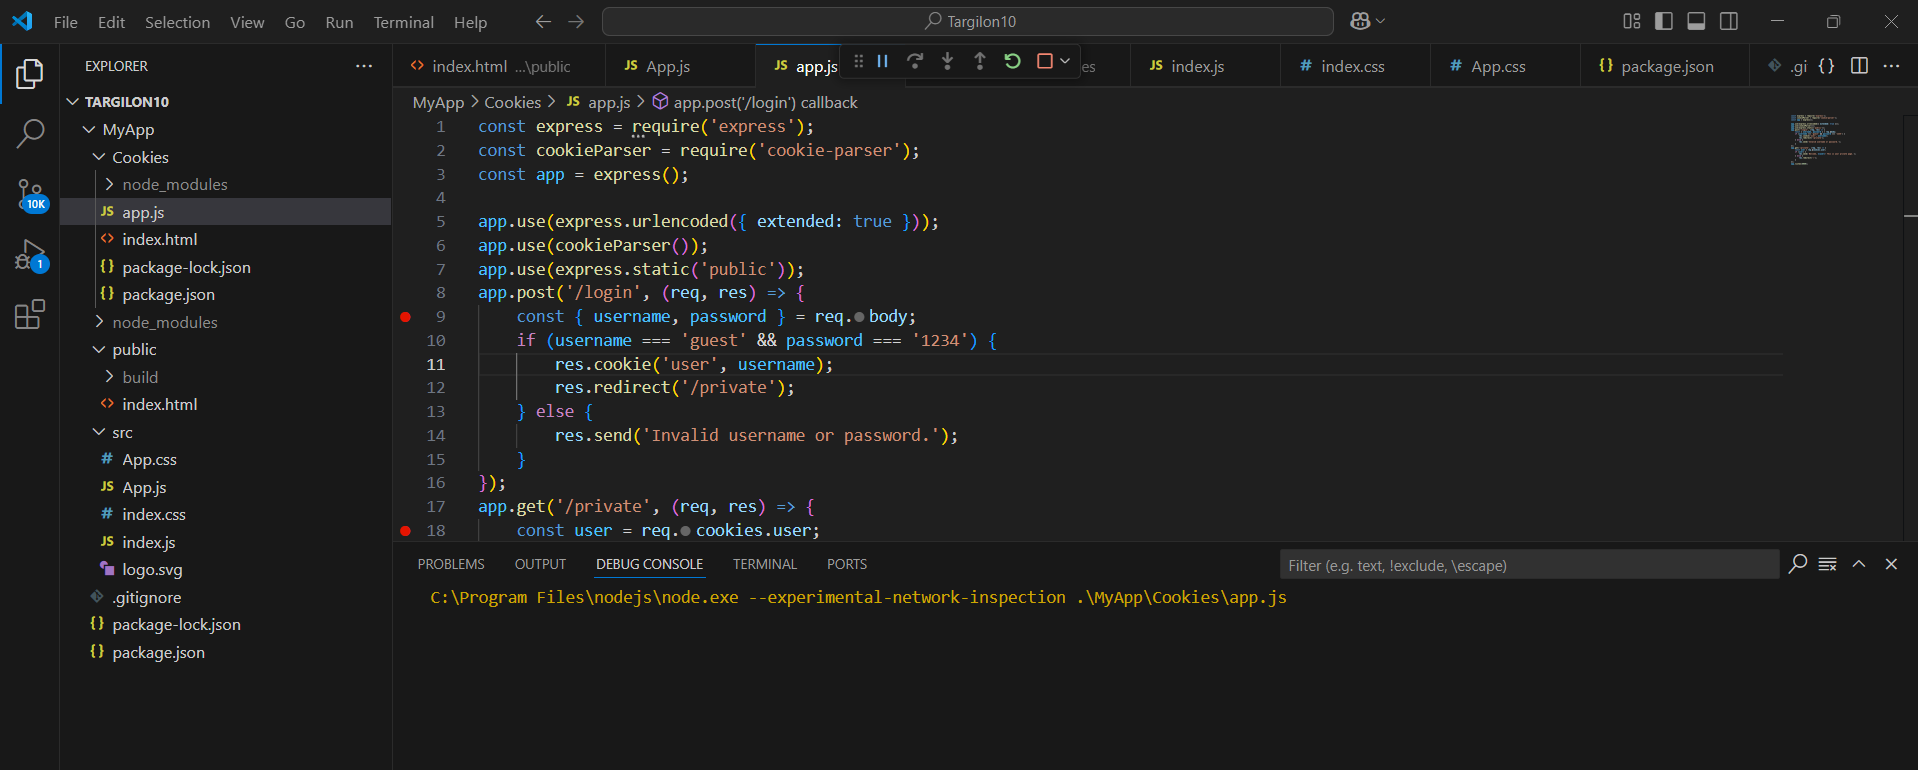 File Edit Selection View Go Run Terminal Help
Targilon10
EXPLORER
TARGILON10
MyApp
Cookies
node_modules
JS app.js
<> index.html
{} package-lock.json
{} package.json
node_modules
public
build
<> index.html
src
# App.css
JS App.js
# index.css
JS index.js
logo.svg
.gitignore
{} package-lock.json
{} package.json
10K
1
<> index.html ...\public
JS App.js
JS app.js
es
JS index.js
# index.css
# App.css
{} package.json
.gi
MyApp > Cookies > JS app.js > app.post('/login') callback
1 const express = require('express');
2 const cookieParser = require('cookie-parser');
3 const app = express();
4
5 app.use(express.urlencoded({ extended: true }));
6 app.use(cookieParser());
7 app.use(express.static('public'));
8 app.post('/login', (req, res) => {
9 const { username, password } = req.body;
10 if (username === 'guest' && password === '1234') {
11 res.cookie('user', username);
12 res.redirect('/private');
13 } else {
14 res.send('Invalid username or password.');
15 }
16 });
17 app.get('/private', (req, res) => {
18 const user = req.cookies.user;
PROBLEMS OUTPUT DEBUG CONSOLE TERMINAL PORTS
Filter (e.g. text, !exclude, \escape)
C:\Program Files\nodejs\node.exe --experimental-network-inspection .\MyApp\Cookies\app.js